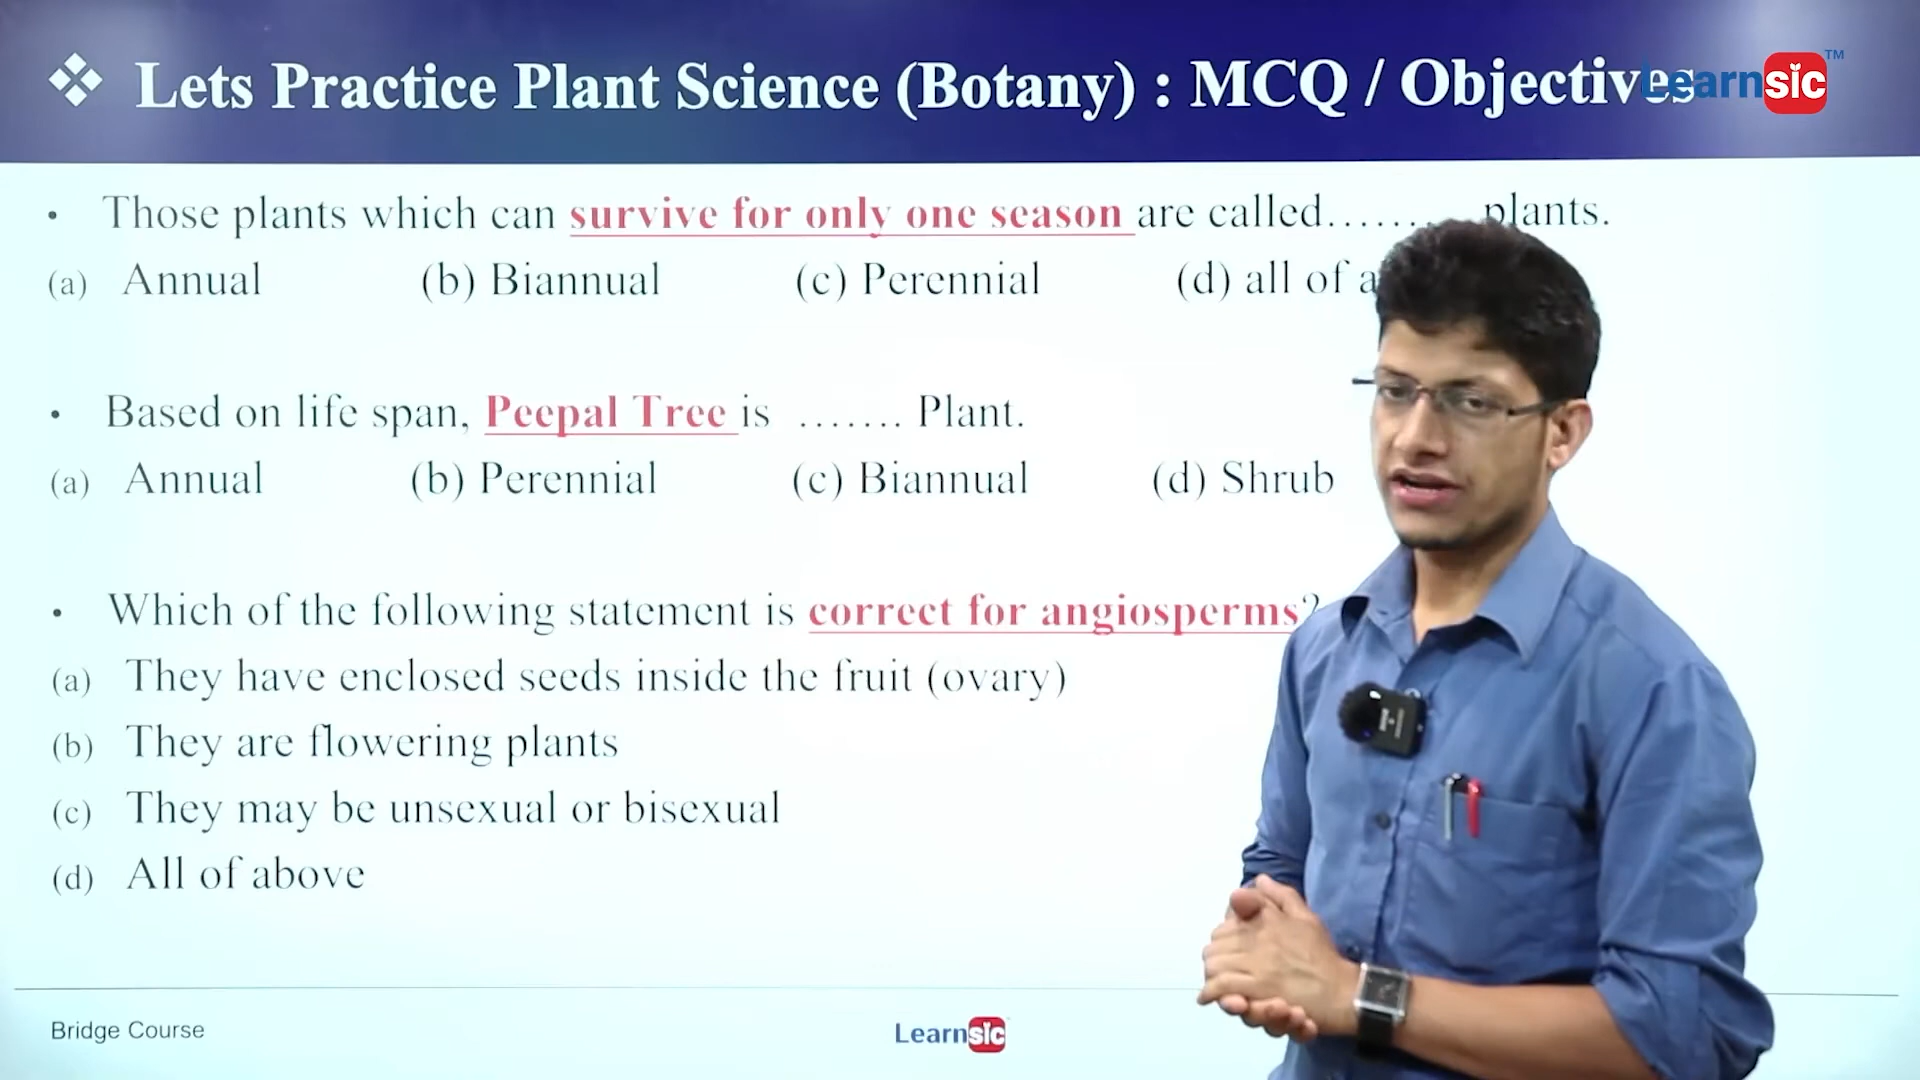 ❖ Lets Practice Plant Science (Botany) : MCQ / Objectives
Learnsic™
• Those plants which can survive for only one season are called……… plants.
(a) Annual (b) Biannual (c) Perennial (d) all of
• Based on life span, Peepal Tree is ……. Plant.
(a) Annual (b) Perennial (c) Biannual (d) Shrub
• Which of the following statement is correct for angiosperms?
(a) They have enclosed seeds inside the fruit (ovary)
(b) They are flowering plants
(c) They may be unsexual or bisexual
(d) All of above
Bridge Course
Learnsic